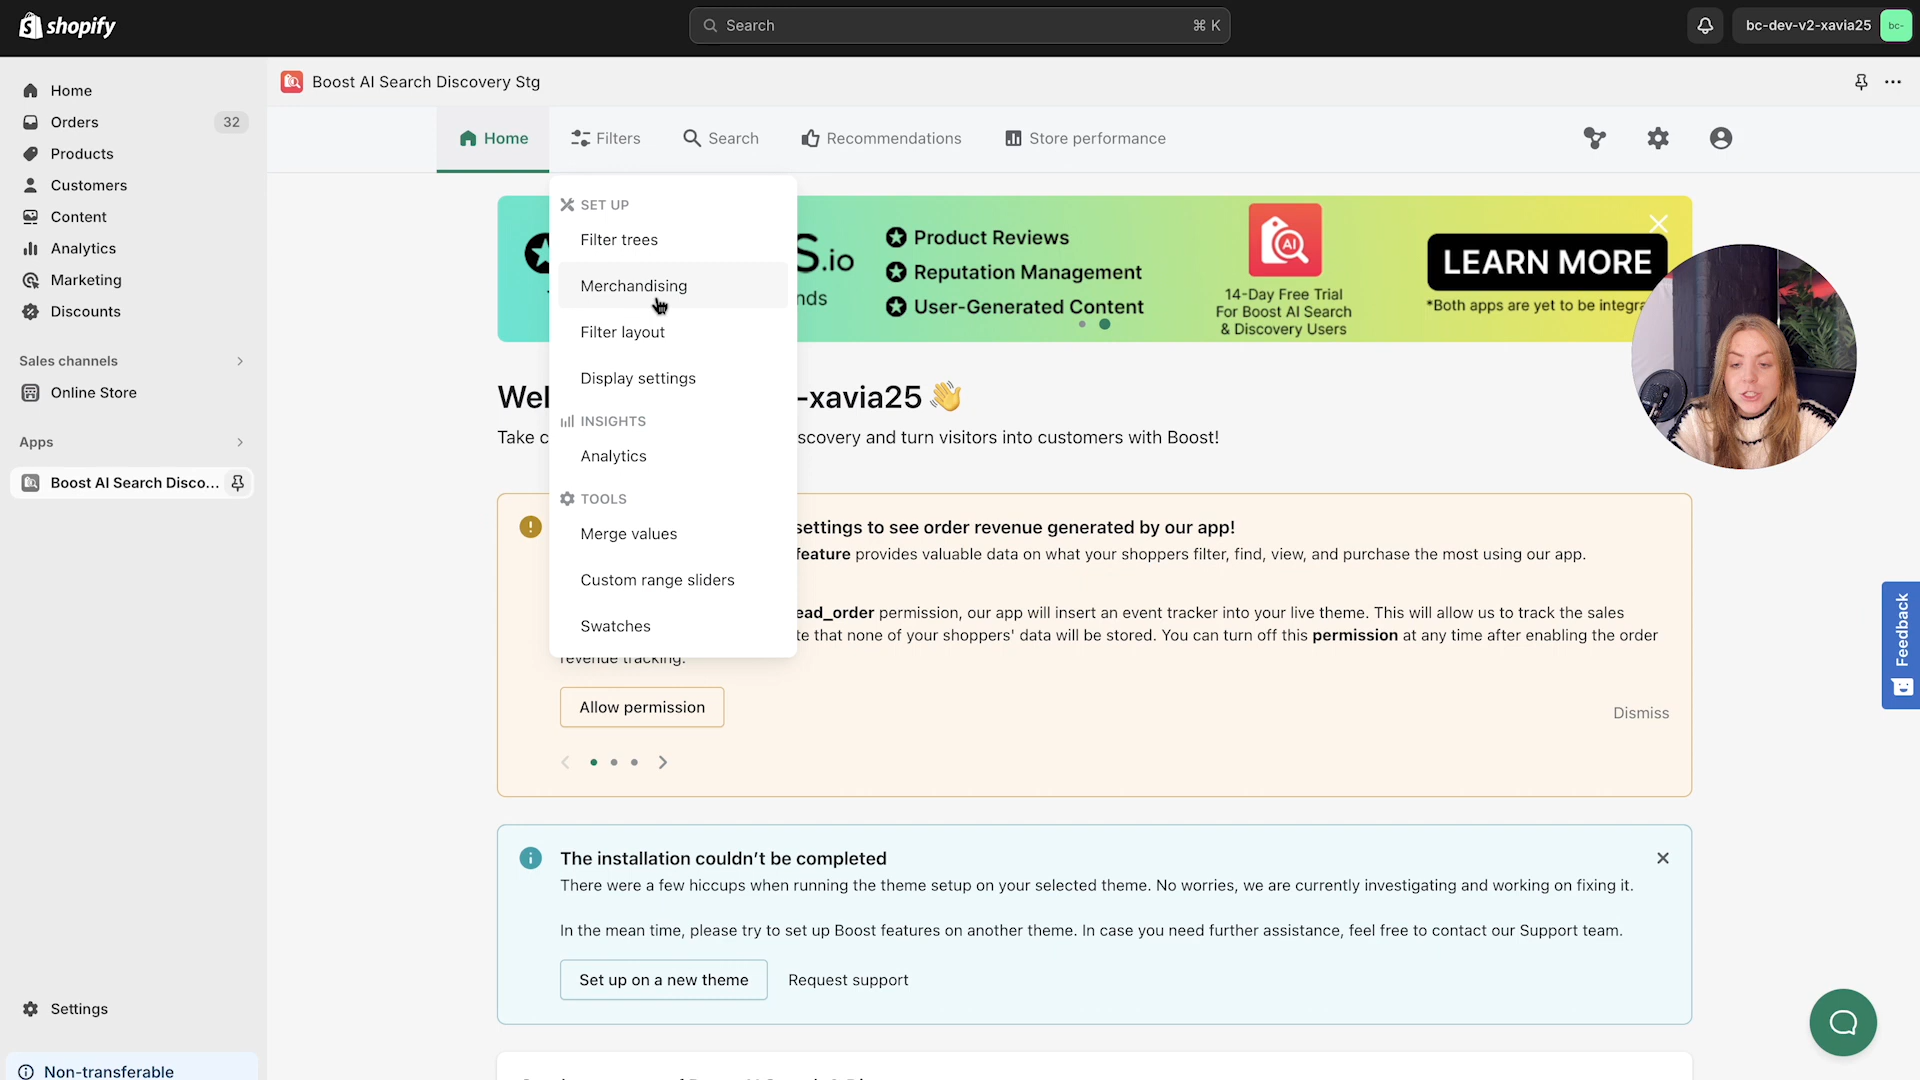 shopify
Search
⌘ K
bc-dev-v2-xavia25
bc-
Home
Orders
32
Products
Customers
Content
Analytics
Marketing
Discounts
Sales channels
Online Store
Apps
Boost AI Search Disco...
Settings
Non-transferable
Boost AI Search Discovery Stg
Home
Filters
Search
Recommendations
Store performance
SET UP
Filter trees
Merchandising
Filter layout
Display settings
INSIGHTS
Analytics
TOOLS
Merge values
Custom range sliders
Swatches
S.io
nds
Product Reviews
Reputation Management
User-Generated Content
AI
14-Day Free Trial
For Boost AI Search
& Discovery Users
LEARN MORE
*Both apps are yet to be integra
Wel -xavia25 👋
Take c scovery and turn visitors into customers with Boost!
settings to see order revenue generated by our app!
feature provides valuable data on what your shoppers filter, find, view, and purchase the most using our app.
ead_order permission, our app will insert an event tracker into your live theme. This will allow us to track the sales
te that none of your shoppers' data will be stored. You can turn off this permission at any time after enabling the order
revenue tracking.
Allow permission
Dismiss
The installation couldn't be completed
There were a few hiccups when running the theme setup on your selected theme. No worries, we are currently investigating and working on fixing it.
In the mean time, please try to set up Boost features on another theme. In case you need further assistance, feel free to contact our Support team.
Set up on a new theme
Request support
Feedback